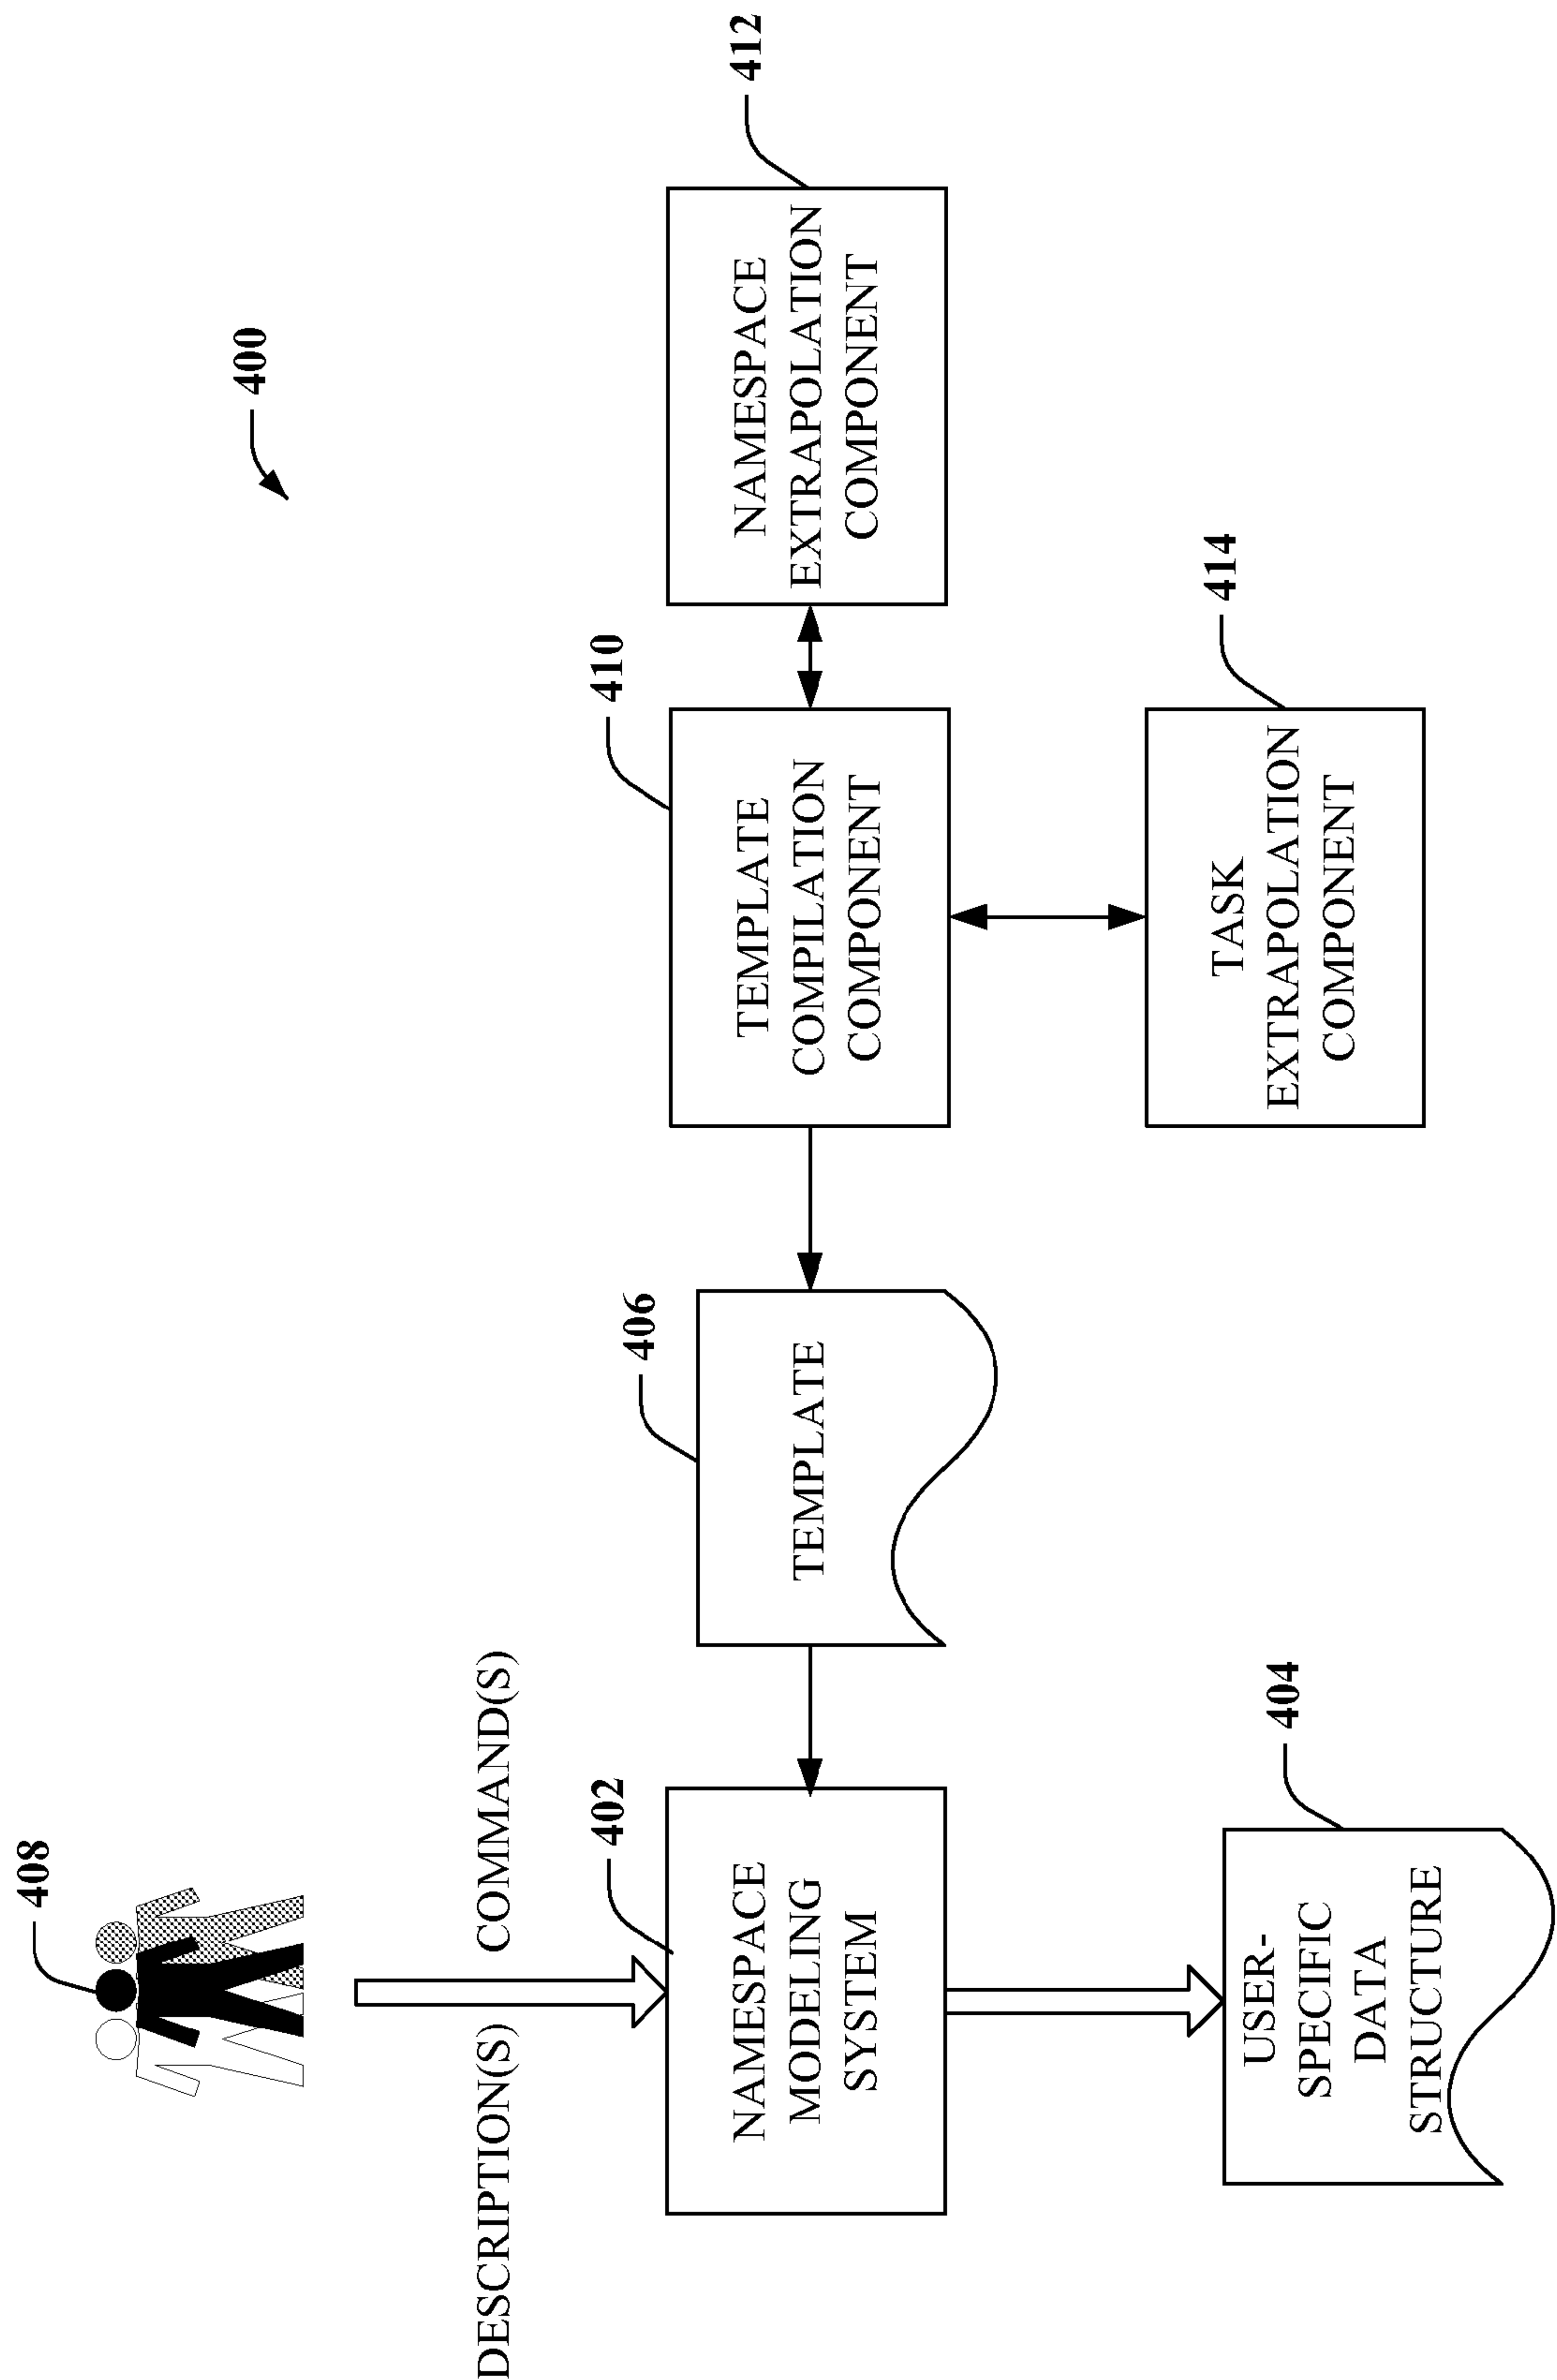 400
408
DESCRIPTION(S)
COMMAND(S)
402
NAMESPACE
MODELING
SYSTEM
406
TEMPLATE
410
TEMPLATE
COMPILATION
COMPONENT
412
NAMESPACE
EXTRAPOLATION
COMPONENT
404
USER-
SPECIFIC
DATA
STRUCTURE
414
TASK
EXTRAPOLATION
COMPONENT